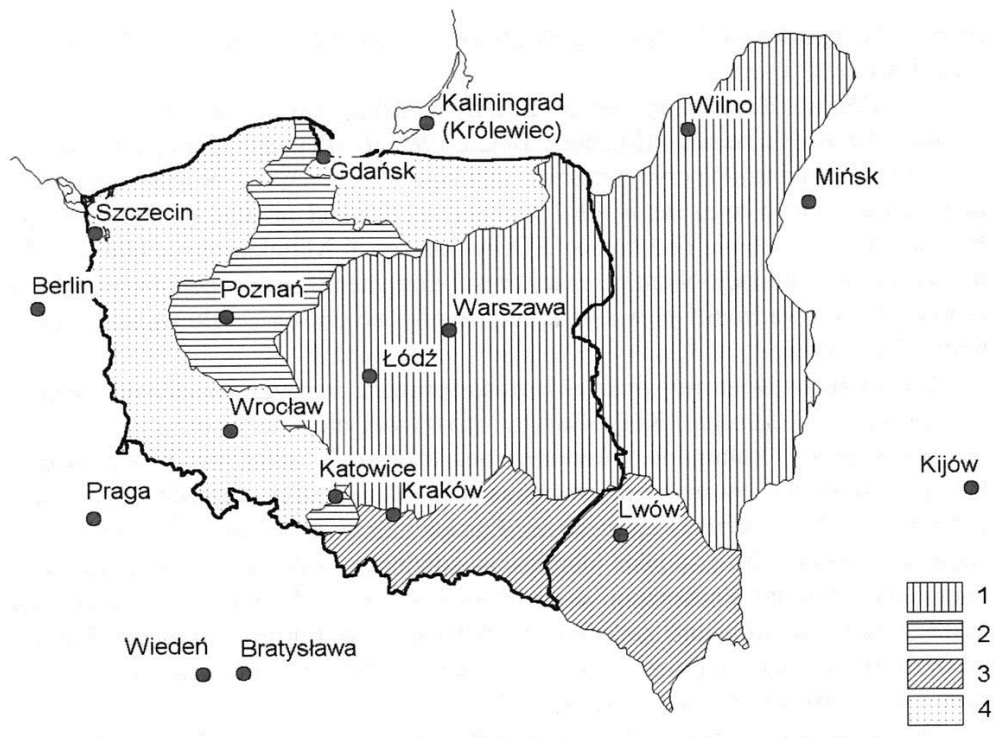 Kaliningrad
(Królewiec)
Wilno
Gdańsk
Mińsk
Szczecin
Berlin
Poznań
Warszawa
Łódź
Wrocław
Katowice
Kraków
Praga
Kijów
Lwów
1
2
Wiedeń
Bratysława
3
4